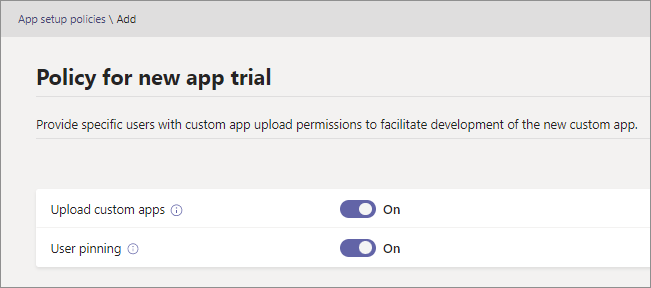 App setup policies \ Add
Policy for new app trial
Provide specific users with custom app upload permissions to facilitate development of the new custom app.
Upload custom apps On
User pinning On